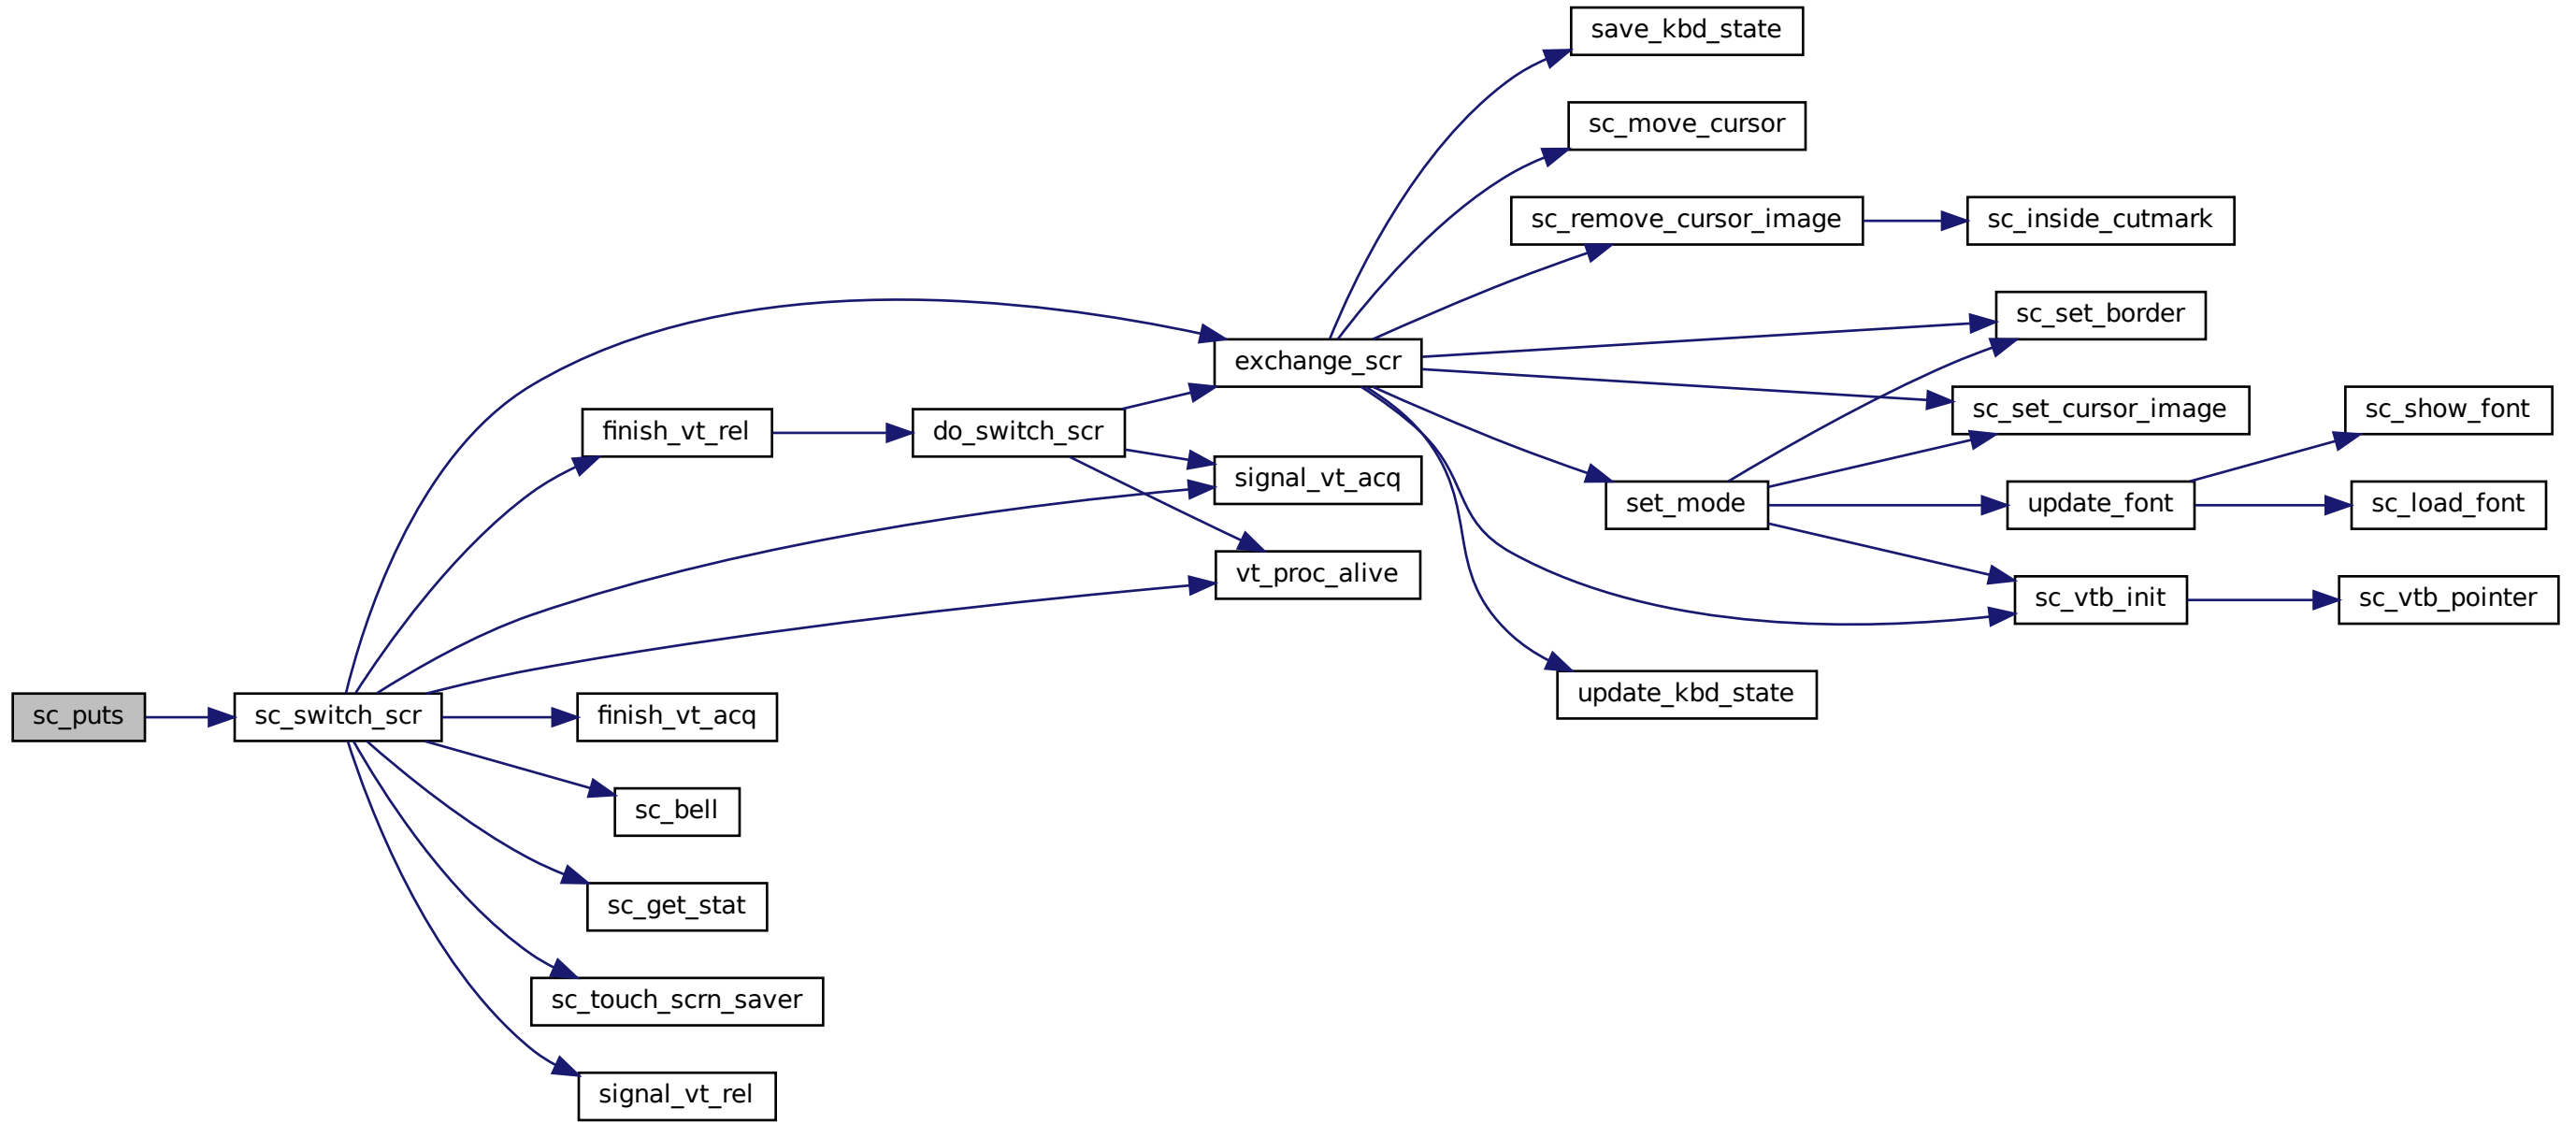 save_kbd_state
sc_move_cursor
sc_remove_cursor_image
sc_inside_cutmark
sc_set_border
exchange_scr
sc_set_cursor_image
sc_show_font
finish_vt_rel
do_switch_scr
signal_vt_acq
set_mode
update_font
sc_load_font
vt_proc_alive
sc_vtb_init
sc_vtb_pointer
update_kbd_state
sc_puts
sc_switch_scr
finish_vt_acq
sc_bell
sc_get_stat
sc_touch_scrn_saver
signal_vt_rel